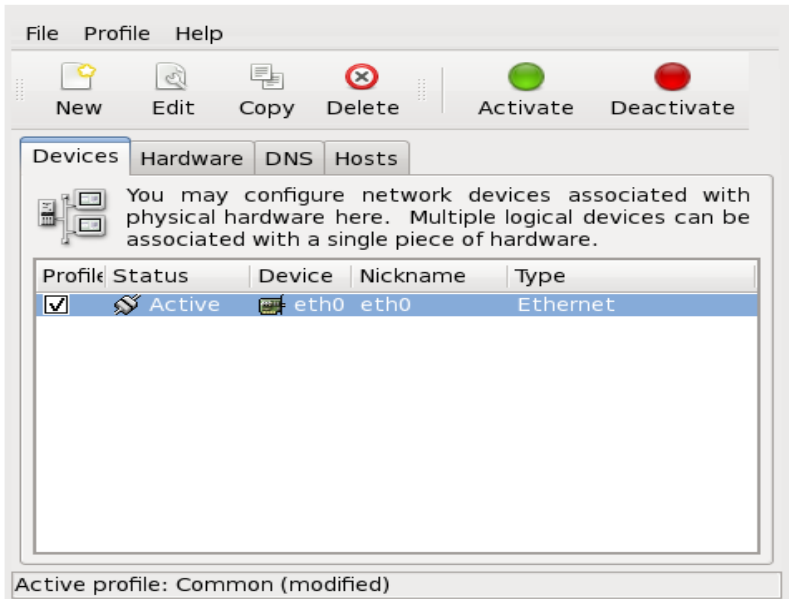 File Profile Help
New Edit Copy Delete Activate Deactivate
Devices Hardware DNS Hosts
You may configure network devices associated with
physical hardware here. Multiple logical devices can be
associated with a single piece of hardware.
Profile Status Device Nickname Type
Active eth0 eth0 Ethernet
Active profile: Common (modified)